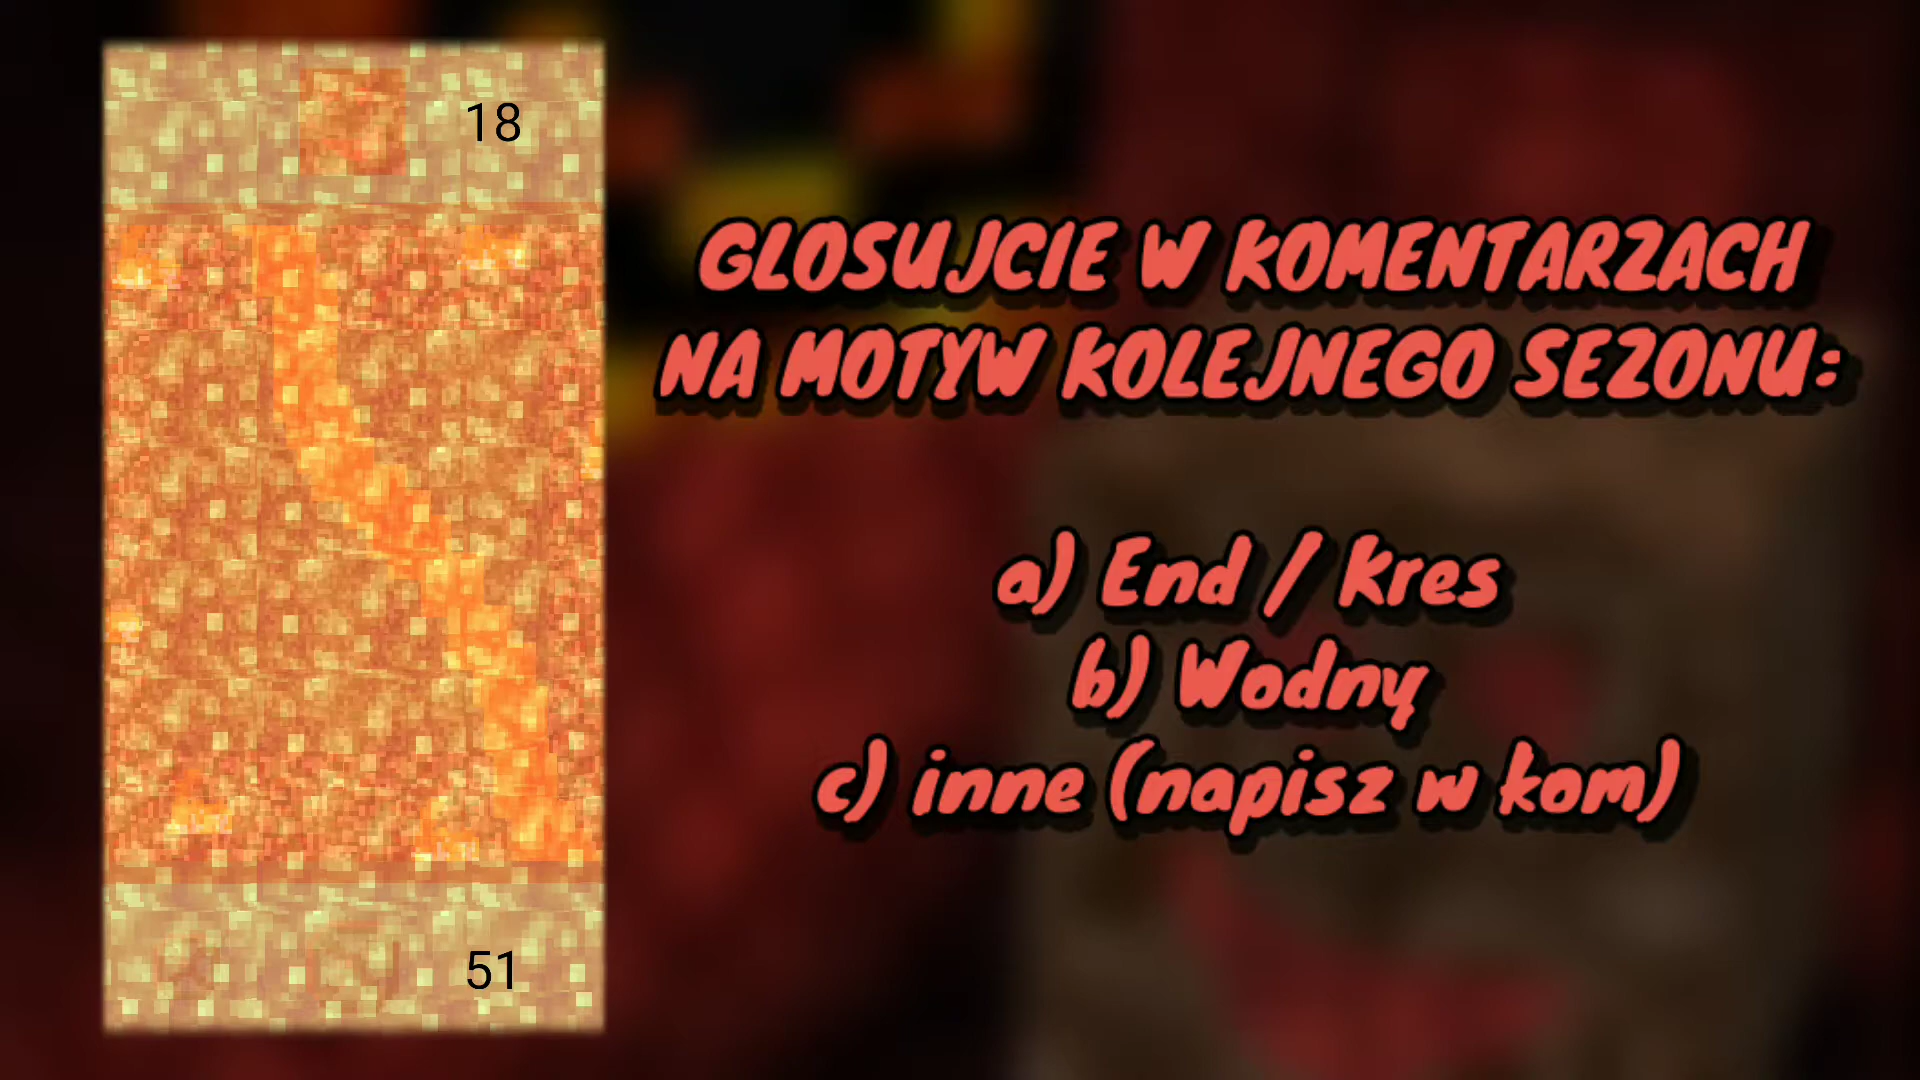 18
51
GLOSUJCIE W KOMENTARZACH
NA MOTYW KOLEJNEGO SEZONU:
a) End / Kres
b) Wodny
c) inne (napisz w kom)